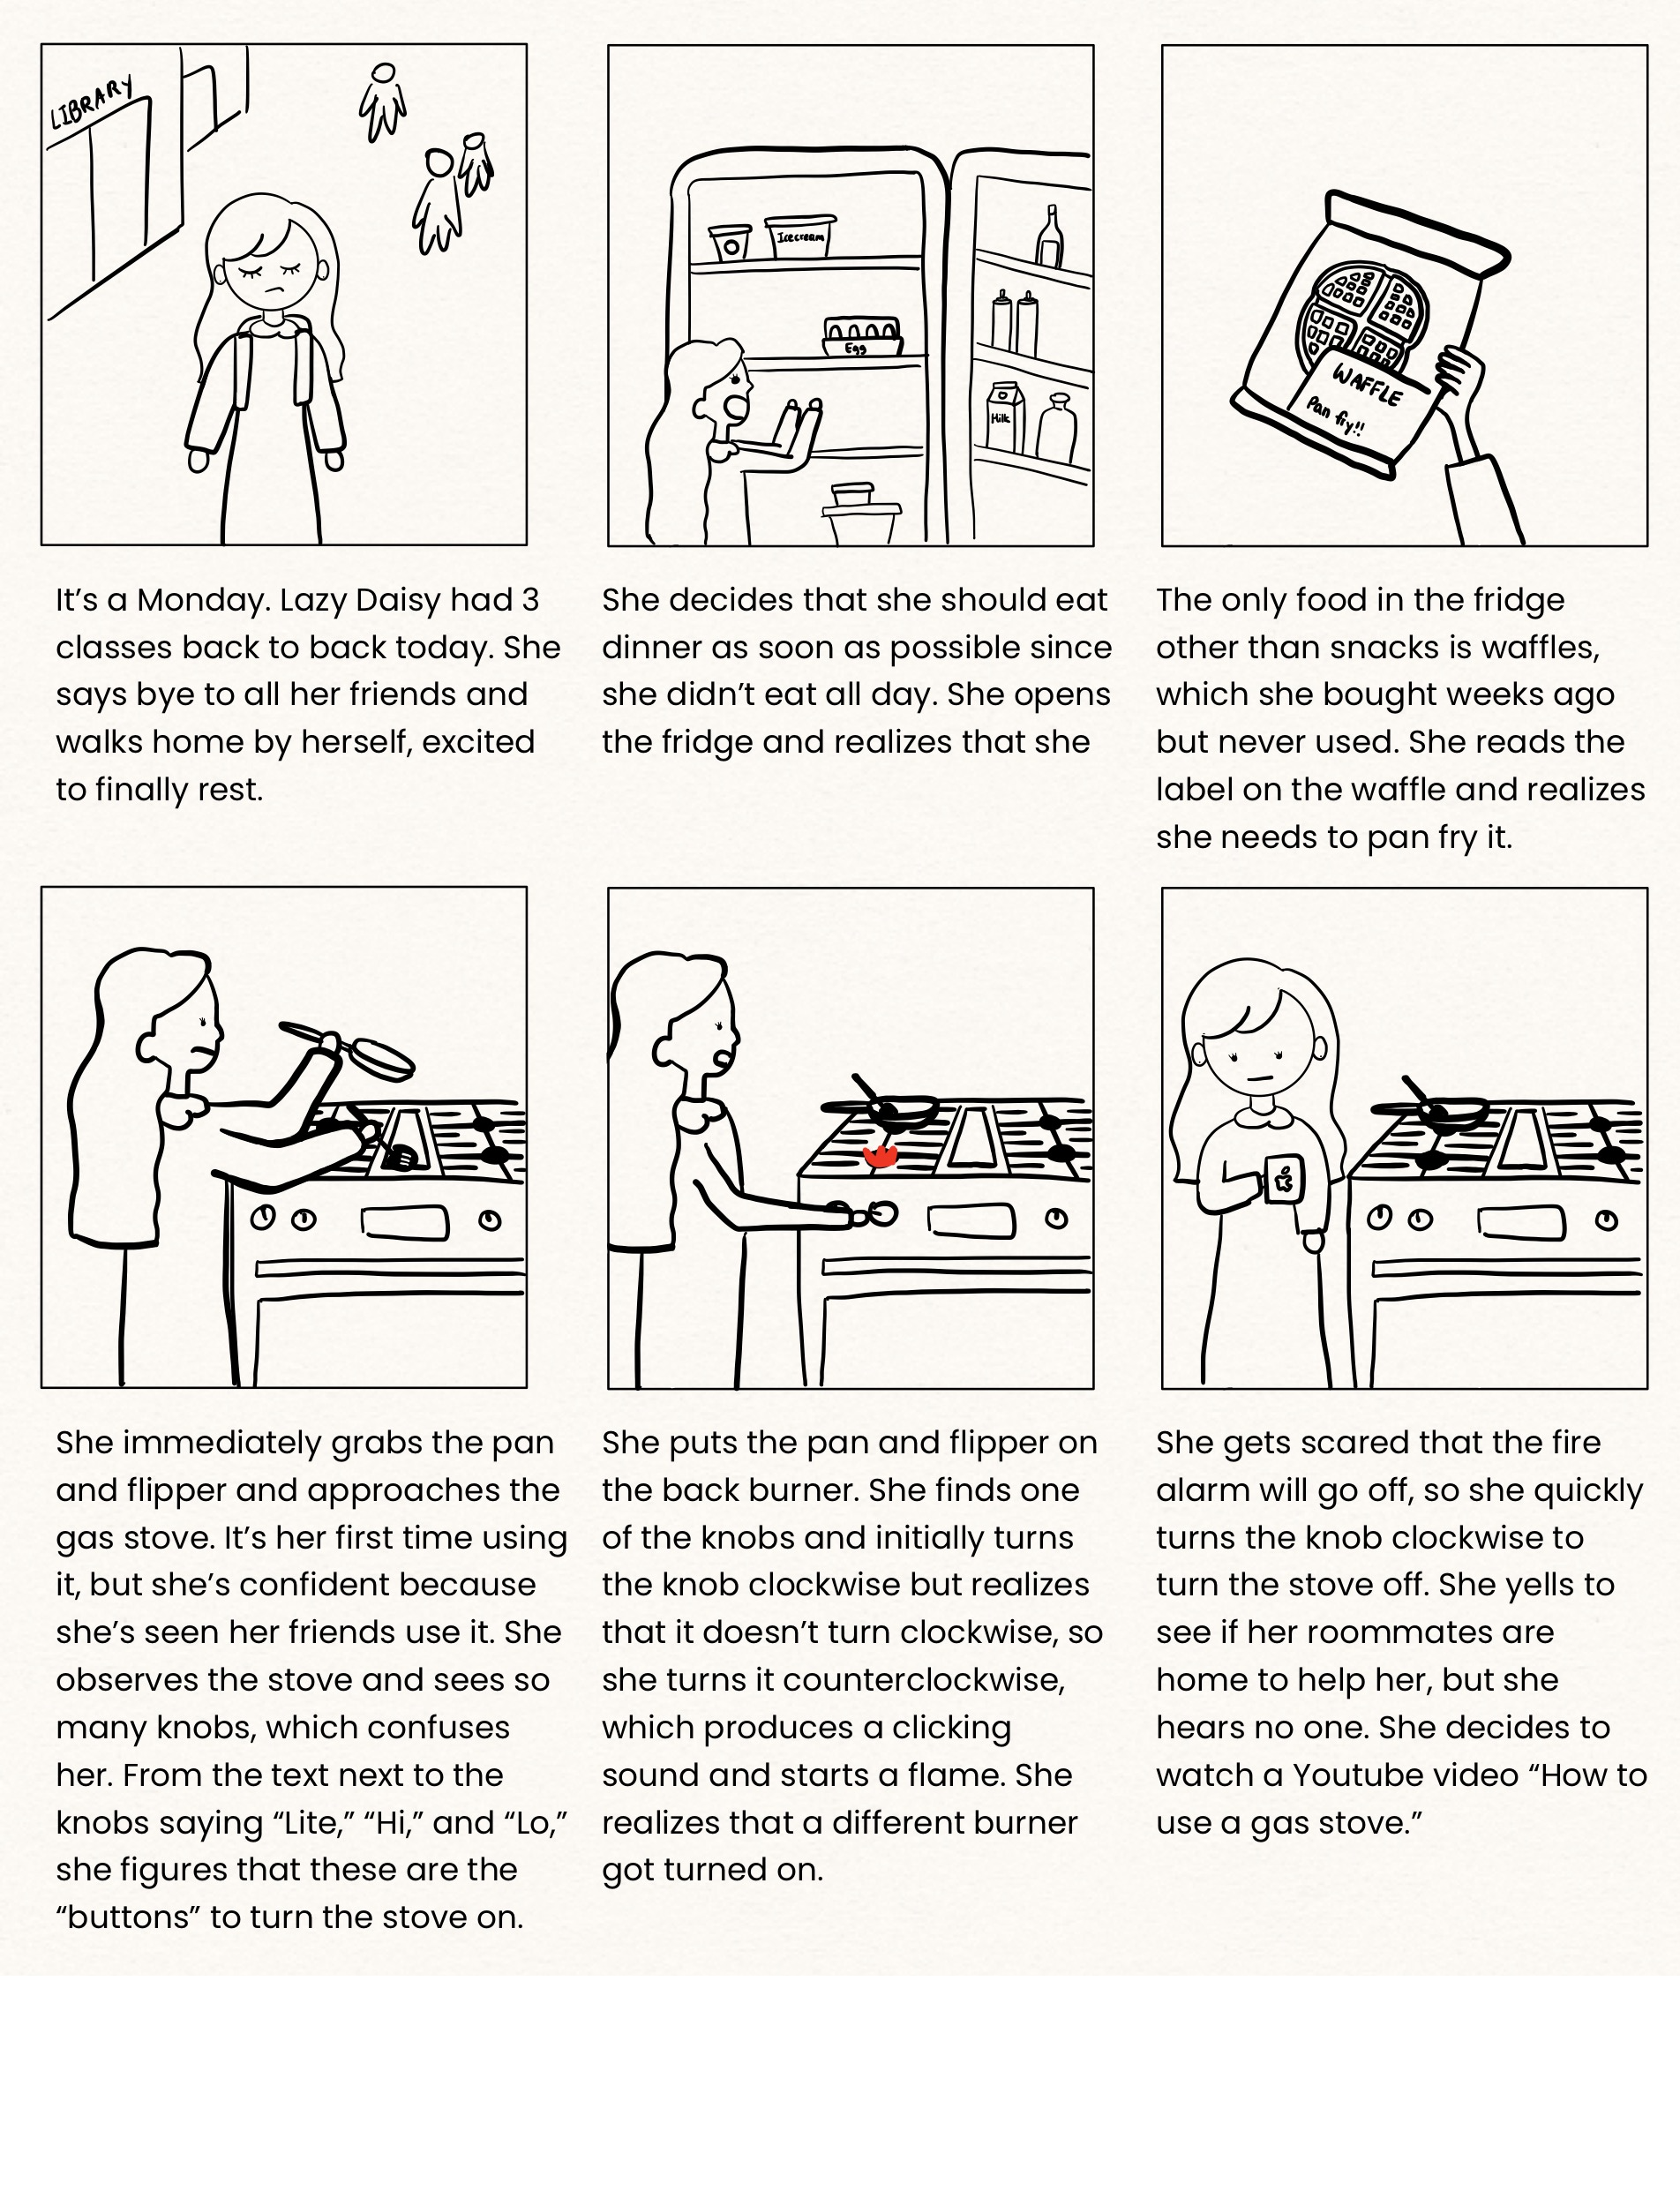 LIBRARY
Icecream
Egg
Milk
WAFFLE
Pan fry!!
It’s a Monday. Lazy Daisy had 3
classes back to back today. She
says bye to all her friends and
walks home by herself, excited
to finally rest.
She decides that she should eat
dinner as soon as possible since
she didn’t eat all day. She opens
the fridge and realizes that she
The only food in the fridge
other than snacks is waffles,
which she bought weeks ago
but never used. She reads the
label on the waffle and realizes
she needs to pan fry it.
She immediately grabs the pan
and flipper and approaches the
gas stove. It’s her first time using
it, but she’s confident because
she’s seen her friends use it. She
observes the stove and sees so
many knobs, which confuses
her. From the text next to the
knobs saying “Lite,” “Hi,” and “Lo,”
she figures that these are the
“buttons” to turn the stove on.
She puts the pan and flipper on
the back burner. She finds one
of the knobs and initially turns
the knob clockwise but realizes
that it doesn’t turn clockwise, so
she turns it counterclockwise,
which produces a clicking
sound and starts a flame. She
realizes that a different burner
got turned on.
She gets scared that the fire
alarm will go off, so she quickly
turns the knob clockwise to
turn the stove off. She yells to
see if her roommates are
home to help her, but she
hears no one. She decides to
watch a Youtube video “How to
use a gas stove.”